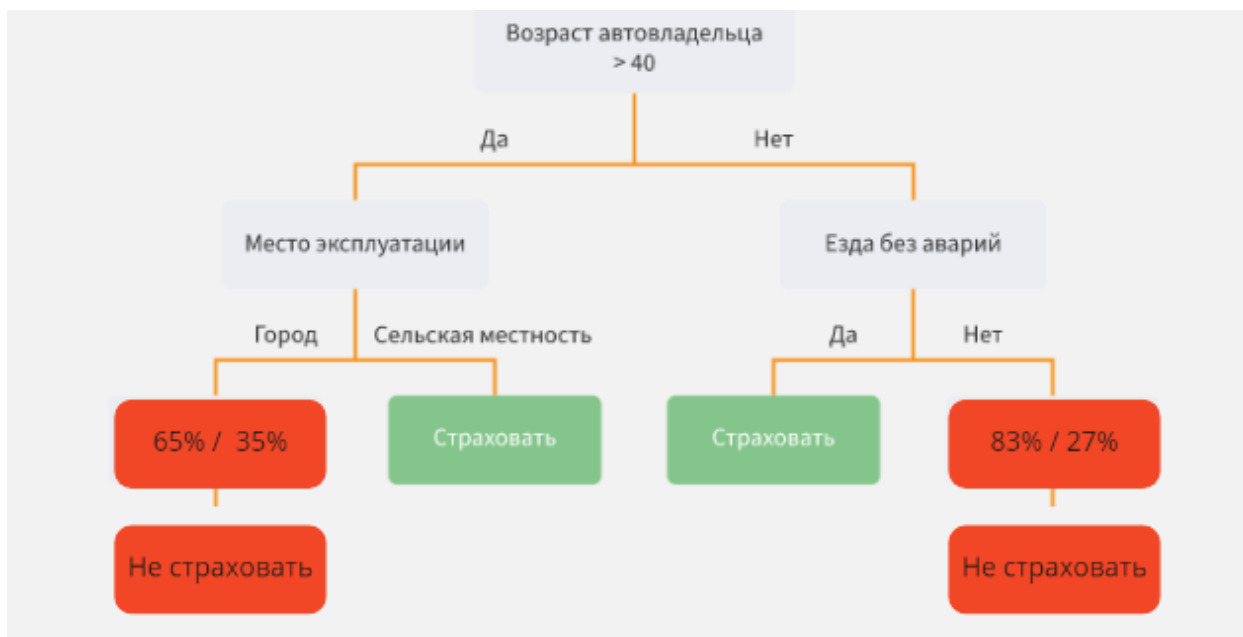 Возраст автовладельца
> 40
Да
Нет
Место эксплуатации
Езда без аварий
Город
Сельская местность
Да
Нет
65% / 35%
Страховать
Страховать
83% / 27%
Не страховать
Не страховать